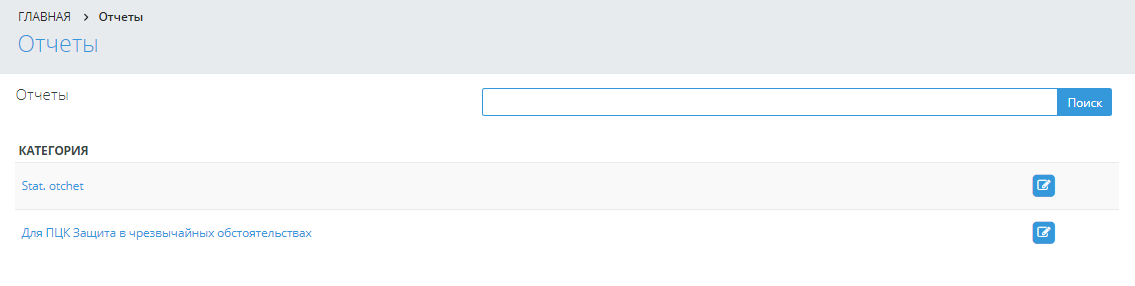 ГЛАВНАЯ > Отчеты
Отчеты
Отчеты
Поиск
КАТЕГОРИЯ
Stat. otchet
Для ПЦК Защита в чрезвычайных обстоятельствах